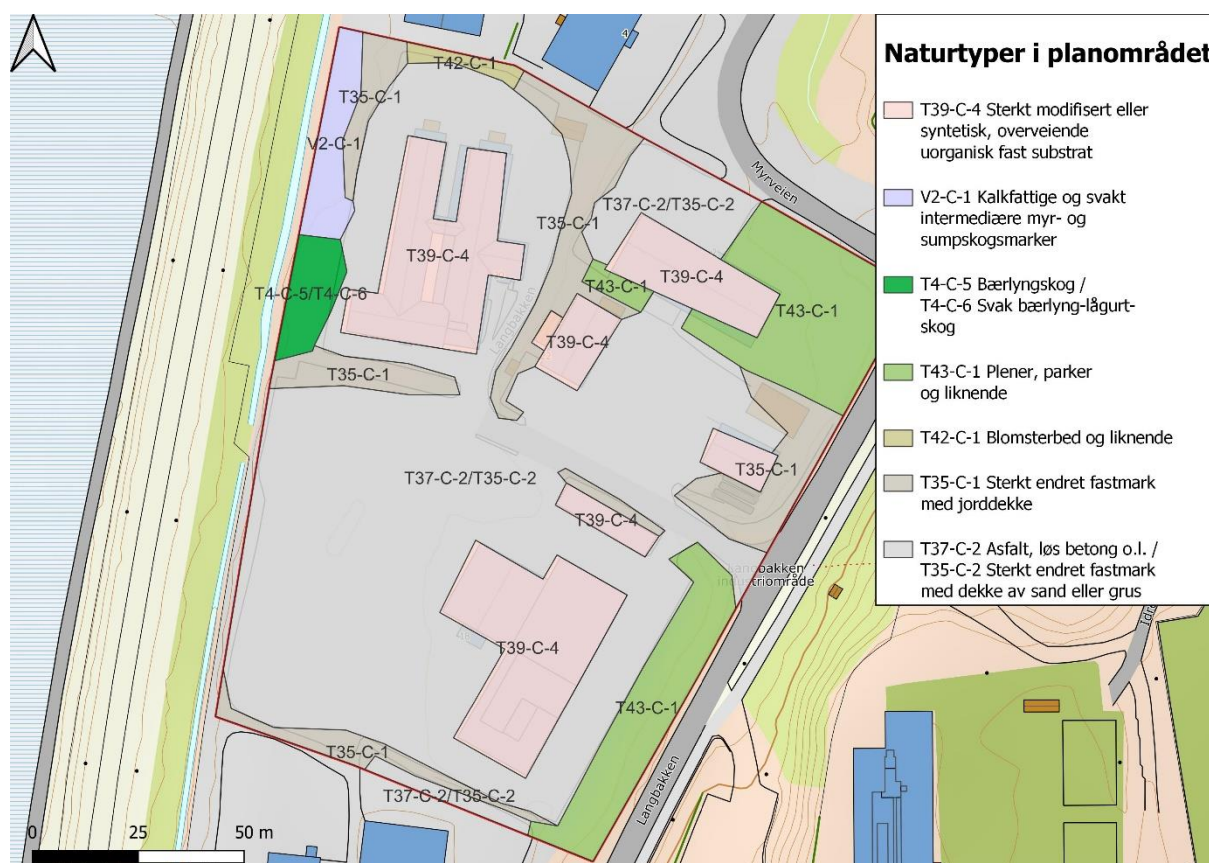 Naturtyper i planområdet
T39-C-4 Sterkt modifisert eller
syntetisk, overveiende
uorganisk fast substrat
V2-C-1 Kalkfattige og svakt
intermediære myr- og
sumpskogsmarker
T4-C-5 Bærlyngskog /
T4-C-6 Svak bærlyng-lågurt-
skog
T43-C-1 Plener, parker
og liknende
T42-C-1 Blomsterbed og liknende
T35-C-1 Sterkt endret fastmark
med jorddekke
T37-C-2 Asfalt, løs betong o.l. /
T35-C-2 Sterkt endret fastmark
med dekke av sand eller grus
4
T42-C-1
T35-C-1
V2-C-1
Myrveien
T37-C-2/T35-C-2
T35-C-1
T39-C-4
T39-C-4
T43-C-1
T4-C-5/T4-C-6
T43-C-1
Langbakken
T39-C-4
T35-C-1
T35-C-1
T37-C-2/T35-C-2
T39-C-4
Langbakken
industriområde
T39-C-4
T43-C-1
T35-C-1
Langbakken
T37-C-2/T35-C-2
0 25 50 m